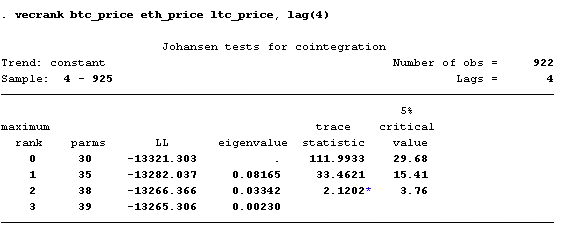 . vecrank btc_price eth_price ltc_price, lag(4)
Johansen tests for cointegration
Trend: constant Number of obs = 922
Sample: 4 - 925 Lags = 4
5%
maximum trace critical
rank parms LL eigenvalue statistic value
0 30 -13321.303 . 111.9933 29.68
1 35 -13282.037 0.08165 33.4621 15.41
2 38 -13266.366 0.03342 2.1202* 3.76
3 39 -13265.306 0.00230